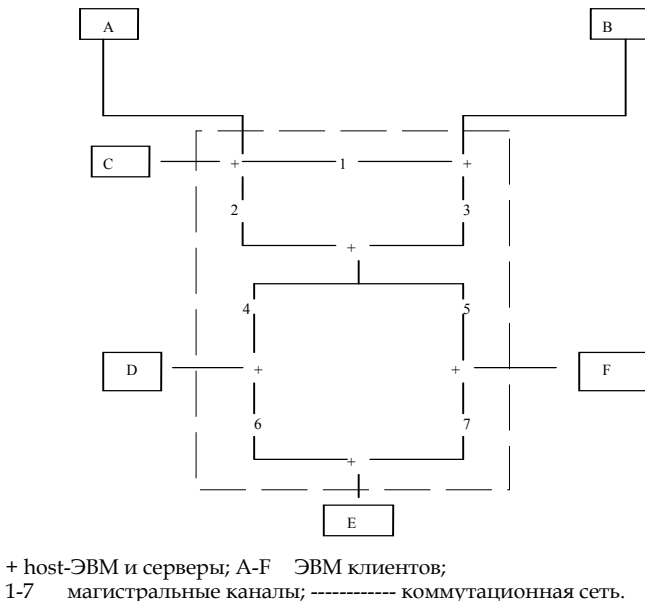 A B
C + 1 +
2 3
+
4 5
D + + F
6 7
+
E
+ host-ЭВМ и серверы; A-F ЭВМ клиентов;
1-7 магистральные каналы; ------------ коммутационная сеть.